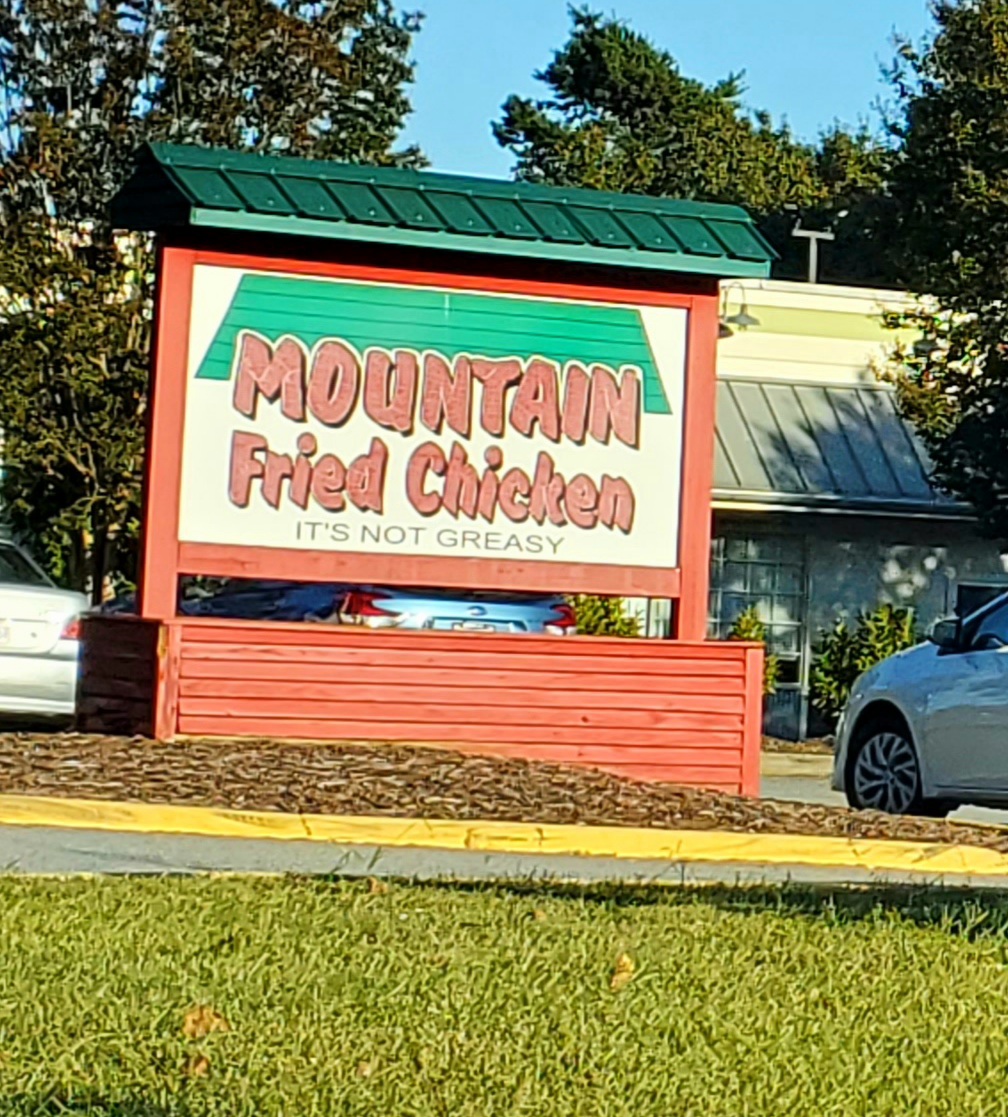 MOUNTAIN
Fried Chicken
IT'S NOT GREASY